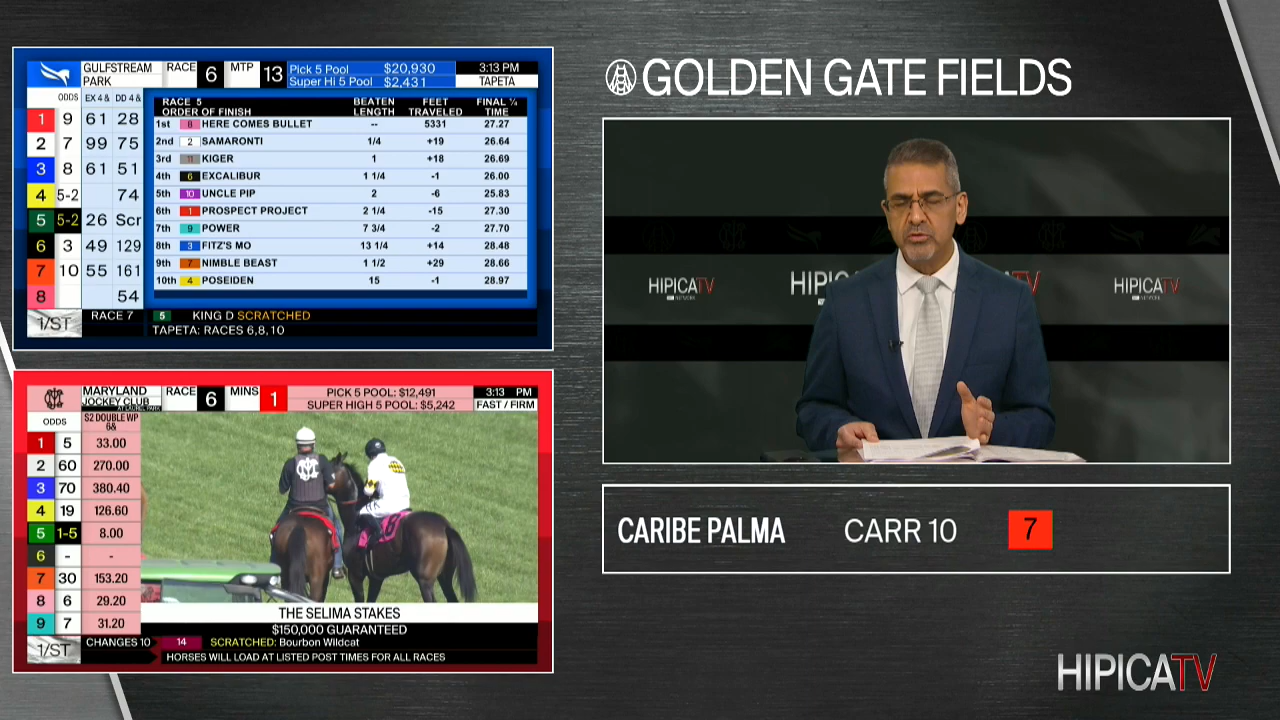 GULFSTREAM PARK RACE 6 MTP 13 Pick 5 Pool $20,930 3:13 PM
Super Hi 5 Pool $2,431 TAPETA
ODDS EX 4 & DD 4 &
1 9 61 28
2 7 99 75
3 8 61 51
4 5-2 74
5 5-2 26 Scr
6 3 49 129
7 10 55 161
8 54
RACE 5 BEATEN FEET FINAL ¼
ORDER OF FINISH LENGTH TRAVELED TIME
1st 8 HERE COMES BULLET -- 5331 27.27
2nd 2 SAMARONTI 1/4 +19 26.64
3rd 11 KIGER 1 +18 26.69
4th 6 EXCALIBUR 1 1/4 -1 26.00
5th 10 UNCLE PIP 2 -6 25.83
6th 1 PROSPECT PROJECT 2 1/4 -15 27.30
7th 9 POWER 7 3/4 -2 27.70
8th 3 FITZ'S MO 13 1/4 +14 28.48
9th 7 NIMBLE BEAST 1 1/2 +29 28.66
10th 4 POSEIDEN 15 -1 28.97
1/ST RACE 7 5 KING D SCRATCHED
TAPETA: RACES 6,8,10
MARYLAND JOCKEY CLUB RACE 6 MINS 1 PICK 5 POOL: $12,491 3:13 PM
AT LAUREL PARK SUPER HIGH 5 POOL: $5,242 FAST / FIRM
ODDS $2 DOUBLE WP 6&
1 5 33.00
2 60 270.00
3 70 380.40
4 19 126.60
5 1-5 8.00
6 - -
7 30 153.20
8 6 29.20
9 7 31.20
THE SELIMA STAKES
$150,000 GUARANTEED
1/ST CHANGES 10 14 SCRATCHED: Bourbon Wildcat
HORSES WILL LOAD AT LISTED POST TIMES FOR ALL RACES
GOLDEN GATE FIELDS
HIPICATV HIPIC TV HIPICATV
NETWORK NETWORK
CARIBE PALMA CARR 10 7
HIPICATV